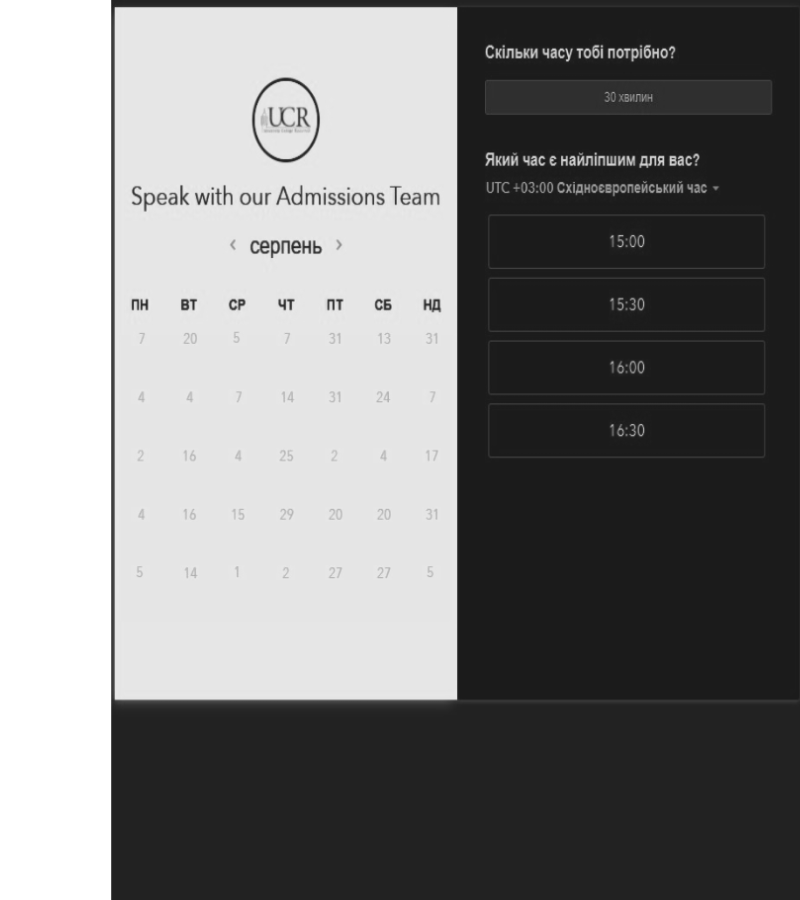 UCR
Speak with our Admissions Team
‹ серпень ›
ПН ВТ СР ЧТ ПТ СБ НД
7 20 5 7 31 13 31
4 4 7 14 31 24 7
2 16 4 25 2 4 17
4 16 15 29 20 20 31
5 14 1 2 27 27 5
Скільки часу тобі потрібно?
30 хвилин
Який час є найліпшим для вас?
UTC +03:00 Східноєвропейський час
15:00
15:30
16:00
16:30